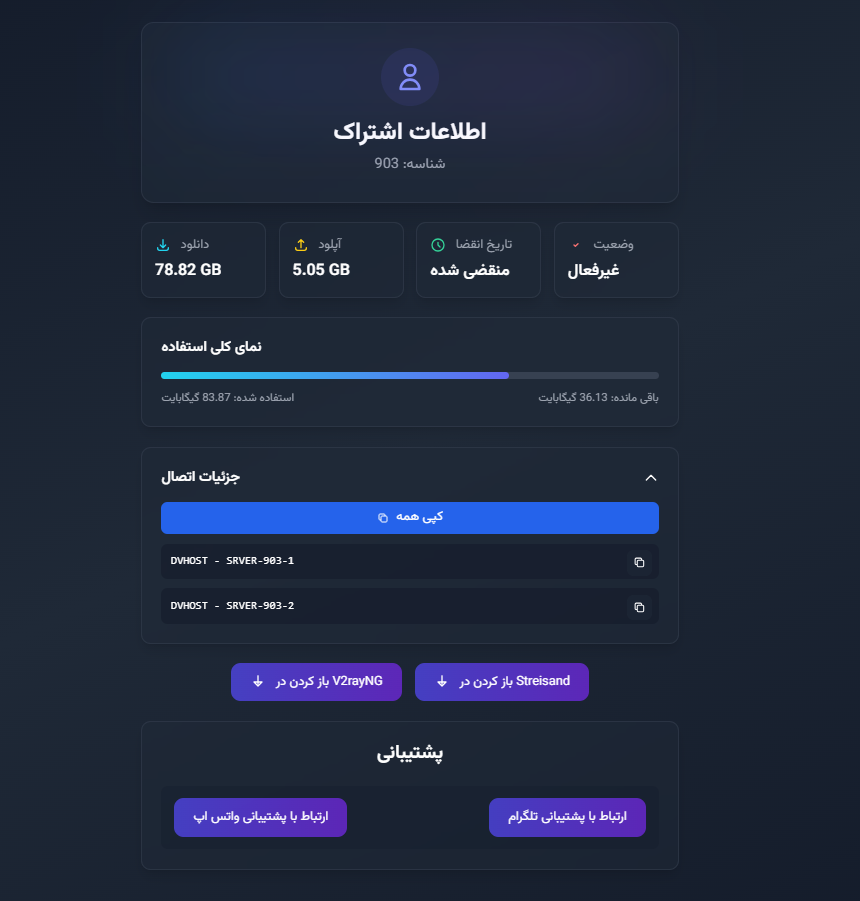 اطلاعات اشتراک
شناسه: 903
وضعیت
غیرفعال
تاریخ انقضا
منقضی شده
آپلود
5.05 GB
دانلود
78.82 GB
نمای کلی استفاده
باقی مانده: 36.13 گیگابایت
استفاده شده: 83.87 گیگابایت
جزئیات اتصال
کپی همه
DVHOST - SRVER-903-1
DVHOST - SRVER-903-2
باز کردن در Streisand
باز کردن در V2rayNG
پشتیبانی
ارتباط با پشتیبانی تلگرام
ارتباط با پشتیبانی واتس اپ